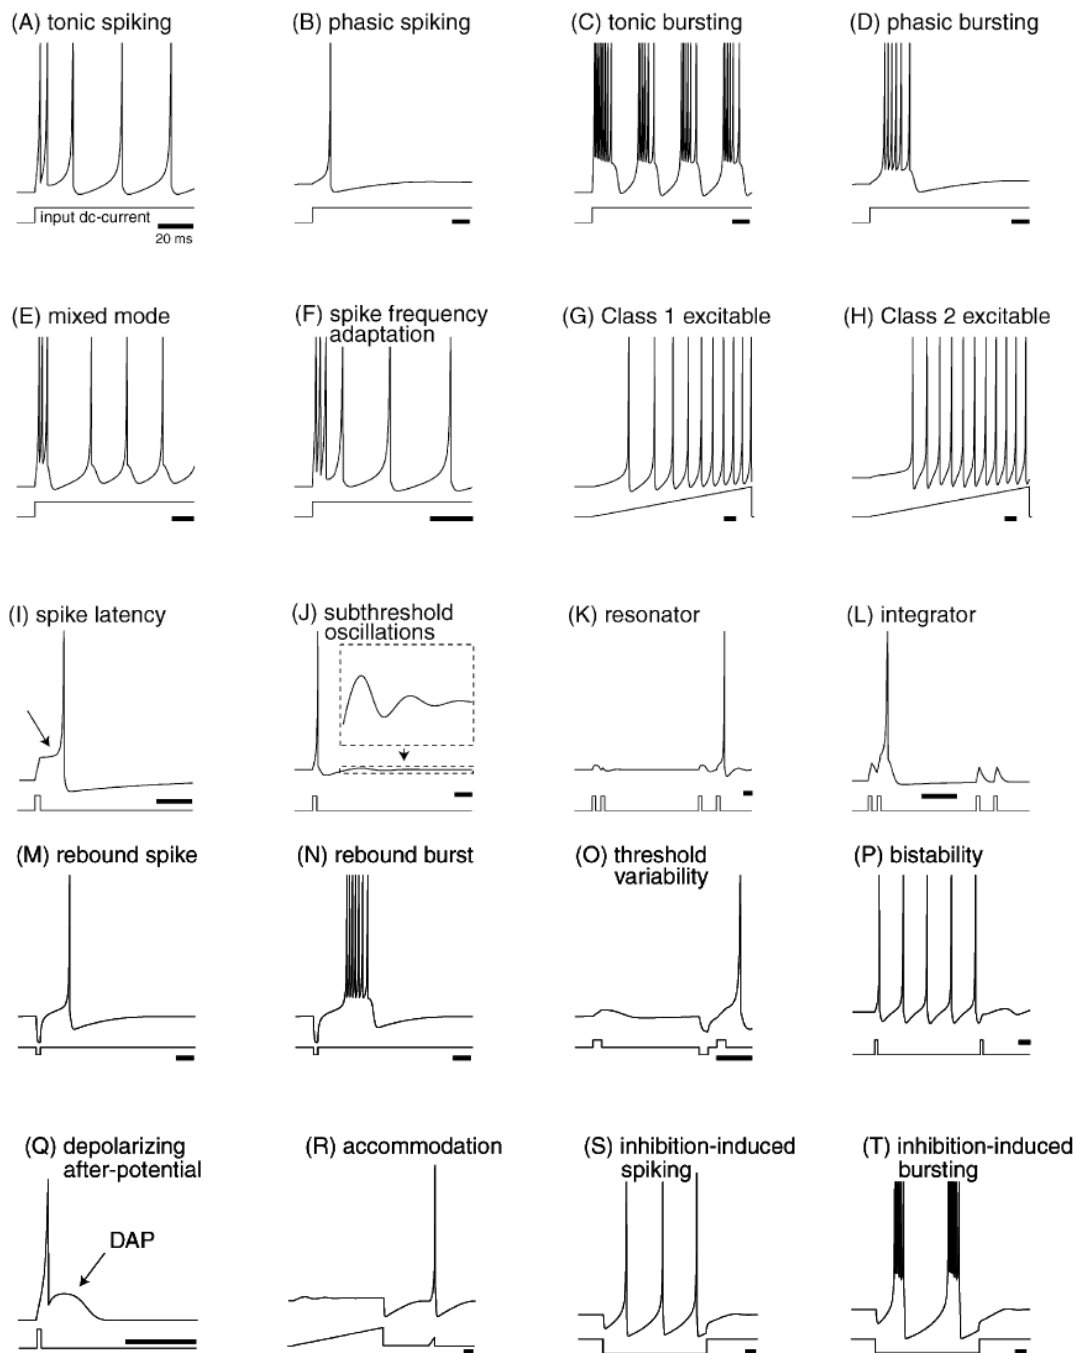 (A) tonic spiking
(B) phasic spiking
(C) tonic bursting
(D) phasic bursting
input dc-current
20 ms
(E) mixed mode
(F) spike frequency
adaptation
(G) Class 1 excitable
(H) Class 2 excitable
(I) spike latency
(J) subthreshold
oscillations
(K) resonator
(L) integrator
(M) rebound spike
(N) rebound burst
(O) threshold
variability
(P) bistability
(Q) depolarizing
after-potential
DAP
(R) accommodation
(S) inhibition-induced
spiking
(T) inhibition-induced
bursting